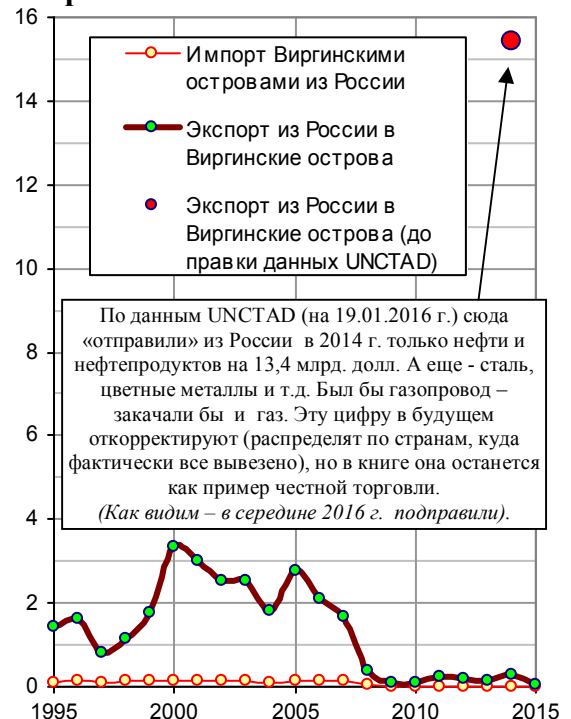 16
14
12
10
8
6
4
2
0
Импорт Виргинскими
островами из России
Экспорт из России в
Виргинские острова
Экспорт из России в
Виргинские острова (до
правки данных UNCTAD)
По данным UNCTAD (на 19.01.2016 г.) сюда
«отправили» из России в 2014 г. только нефти и
нефтепродуктов на 13,4 млрд. долл. А еще - сталь,
цветные металлы и т.д. Был бы газопровод –
закачали бы и газ. Эту цифру в будущем
откорректируют (распределят по странам, куда
фактически все вывезено), но в книге она останется
как пример честной торговли.
(Как видим – в середине 2016 г. подправили).
1995 2000 2005 2010 2015